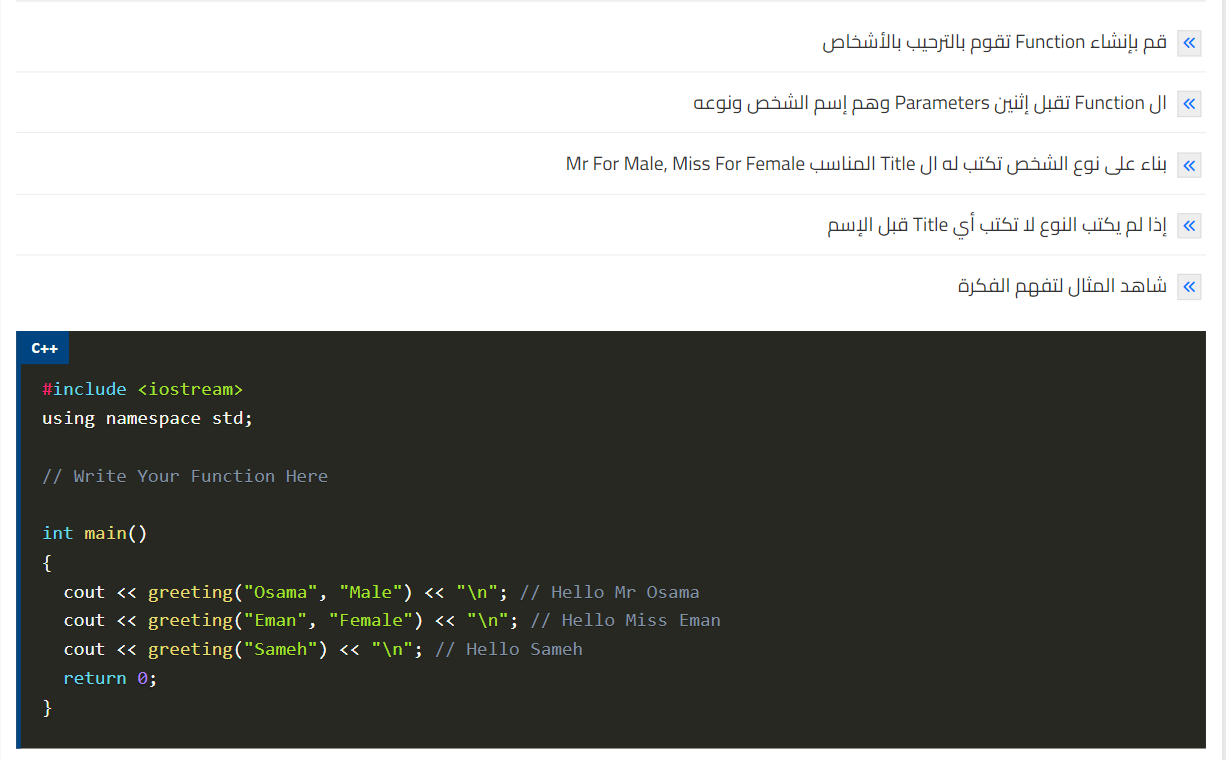 قم بإنشاء Function تقوم بالترحيب بالأشخاص
ال Function تقبل إثنين Parameters وهم إسم الشخص ونوعه
بناء على نوع الشخص تكتب له ال Title المناسب Mr For Male, Miss For Female
إذا لم يكتب النوع لا تكتب أي Title قبل الإسم
شاهد المثال لتفهم الفكرة
C++
#include <iostream>
using namespace std;
// Write Your Function Here
int main()
{
  cout << greeting("Osama", "Male") << "\n"; // Hello Mr Osama
  cout << greeting("Eman", "Female") << "\n"; // Hello Miss Eman
  cout << greeting("Sameh") << "\n"; // Hello Sameh
  return 0;
}